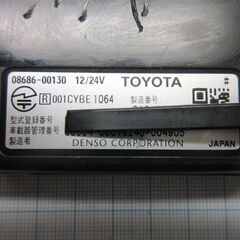 08686-00130 12/24V TOYOTA
R 001CYBE1064 製造番号
型式登録番号
車載器管理番号
製造者 DENSO CORPORATION JAPAN